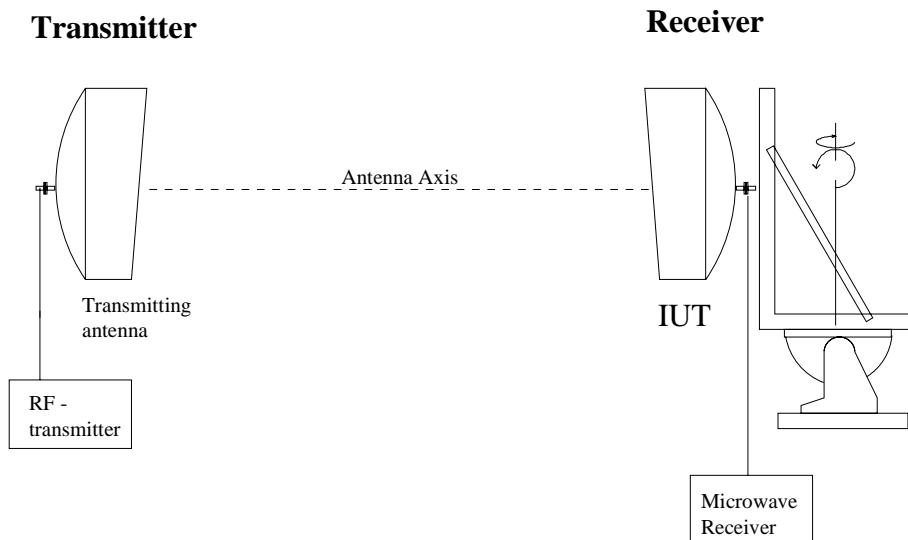 Transmitter
Receiver
Antenna Axis
Transmitting
antenna
IUT
RF -
transmitter
Microwave
Receiver